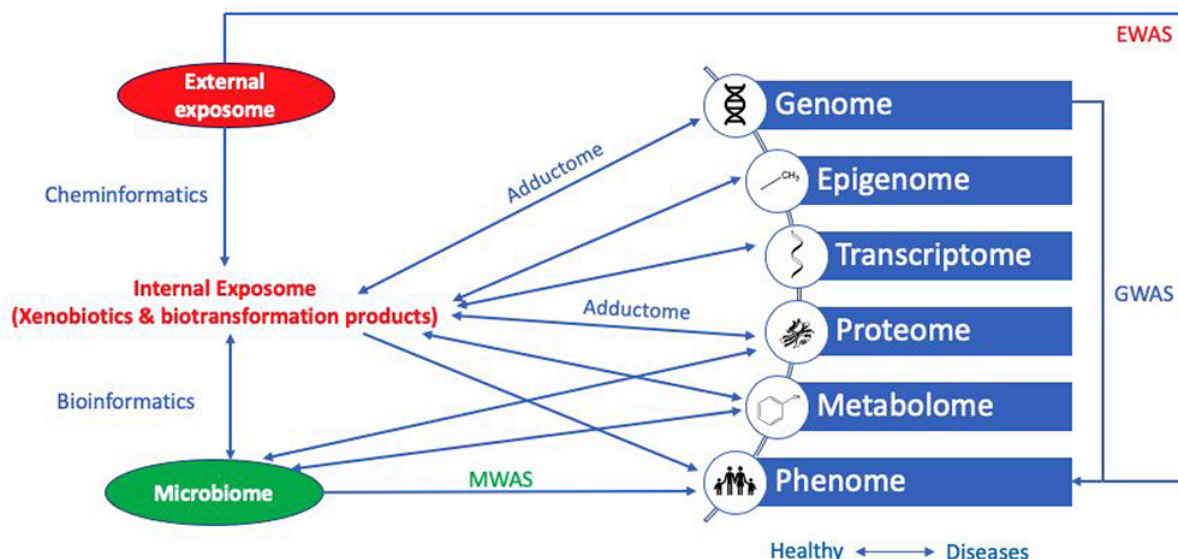 EWAS
External
exposome
Genome
Adductome
Cheminformatics
CH₃
Epigenome
Transcriptome
Internal Exposome
(Xenobiotics & biotransformation products)
GWAS
Adductome
Proteome
Bioinformatics
Metabolome
Microbiome
MWAS
Phenome
Healthy
Diseases